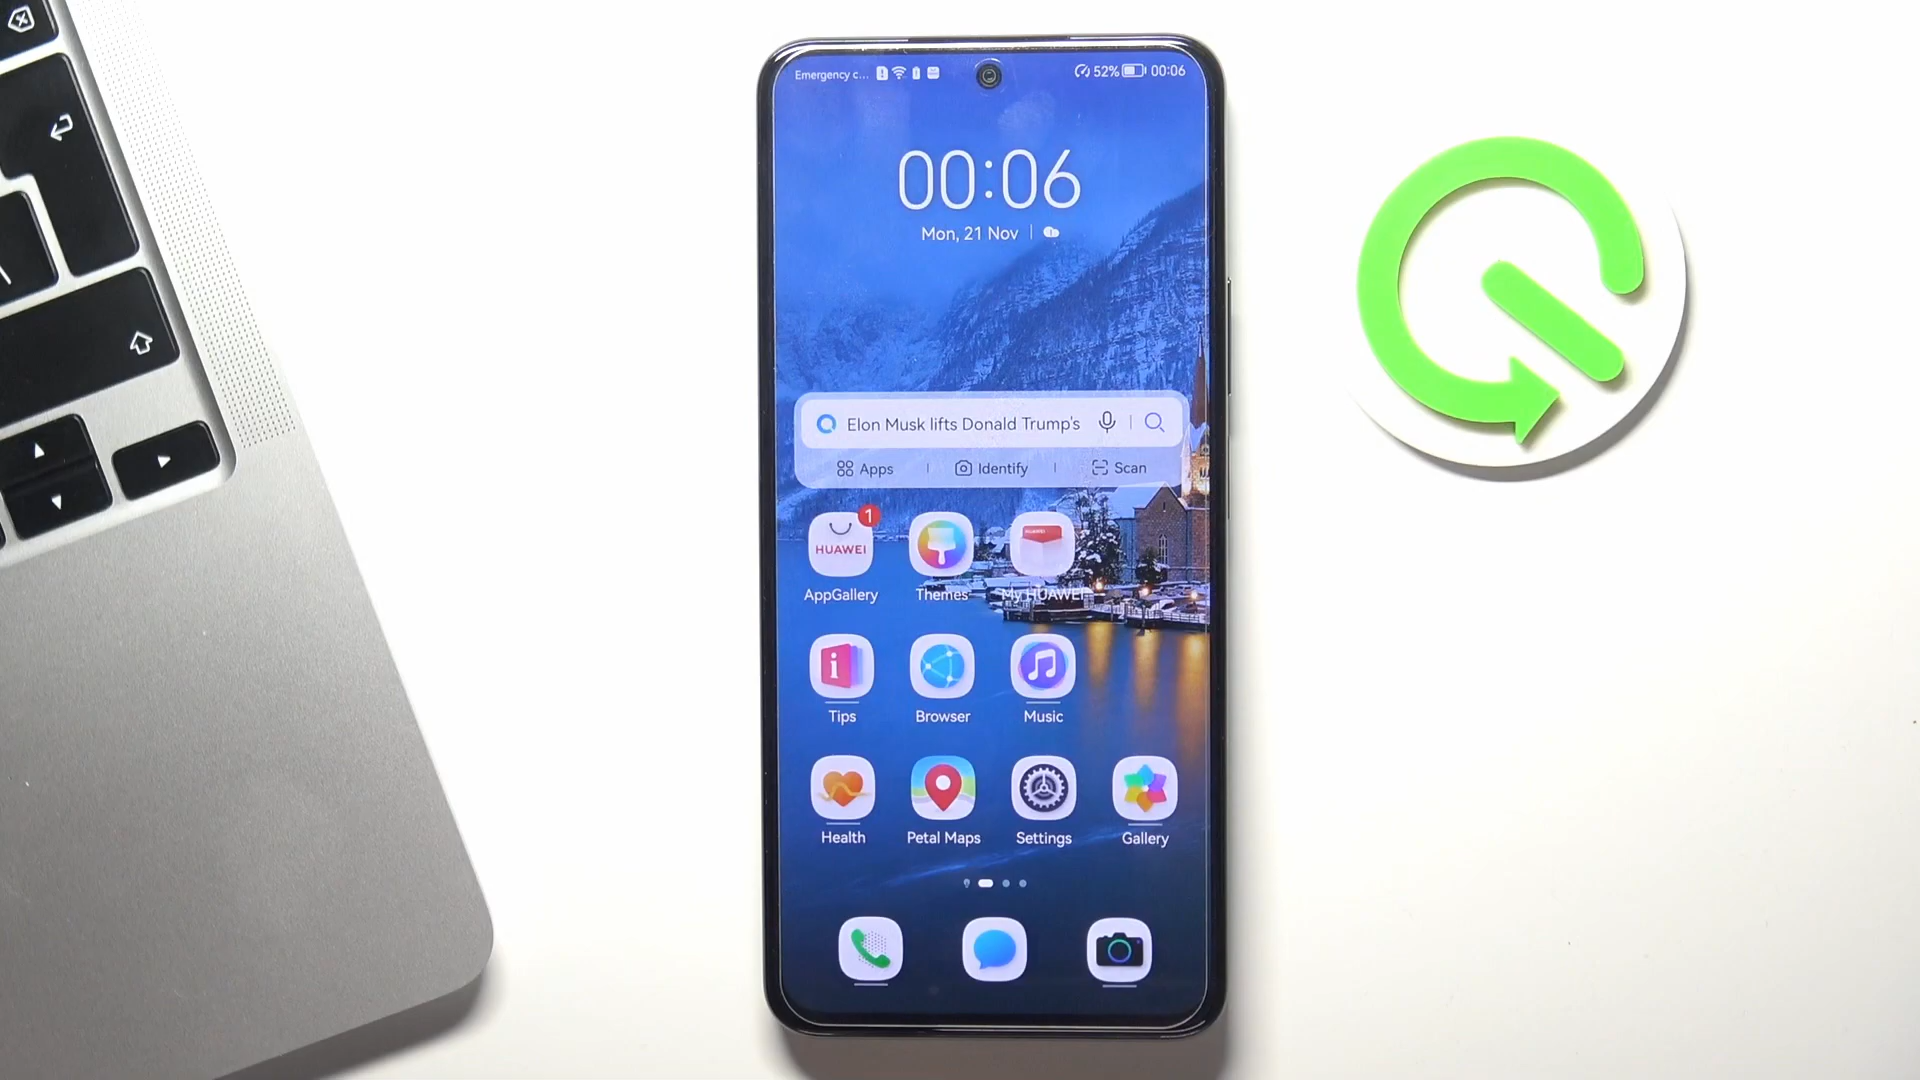 Emergency c... 52% 00:06
00:06
Mon, 21 Nov
Elon Musk lifts Donald Trump's
Apps Identify Scan
HUAWEI 1 HUAWEI
AppGallery Themes My HUAWEI
Tips Browser Music
Health Petal Maps Settings Gallery